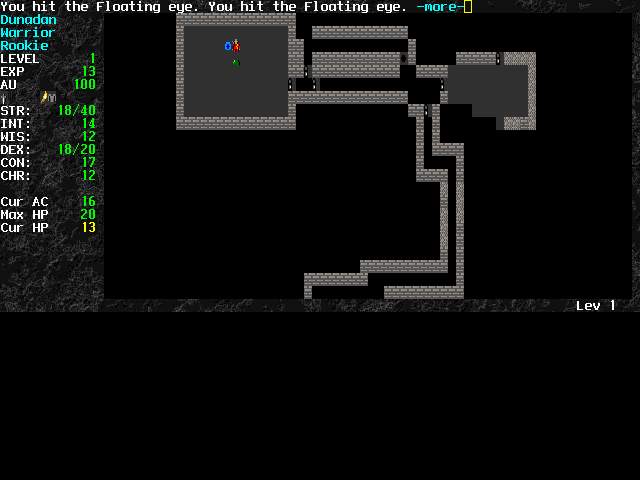 You hit the Floating eye. You hit the Floating eye. -more-
Dunadan
Warrior
Rookie
LEVEL 1
EXP 13
AU 100
STR: 18/40
INT: 14
WIS: 12
DEX: 18/20
CON: 17
CHR: 12
Cur AC 16
Max HP 20
Cur HP 13
Lev 1